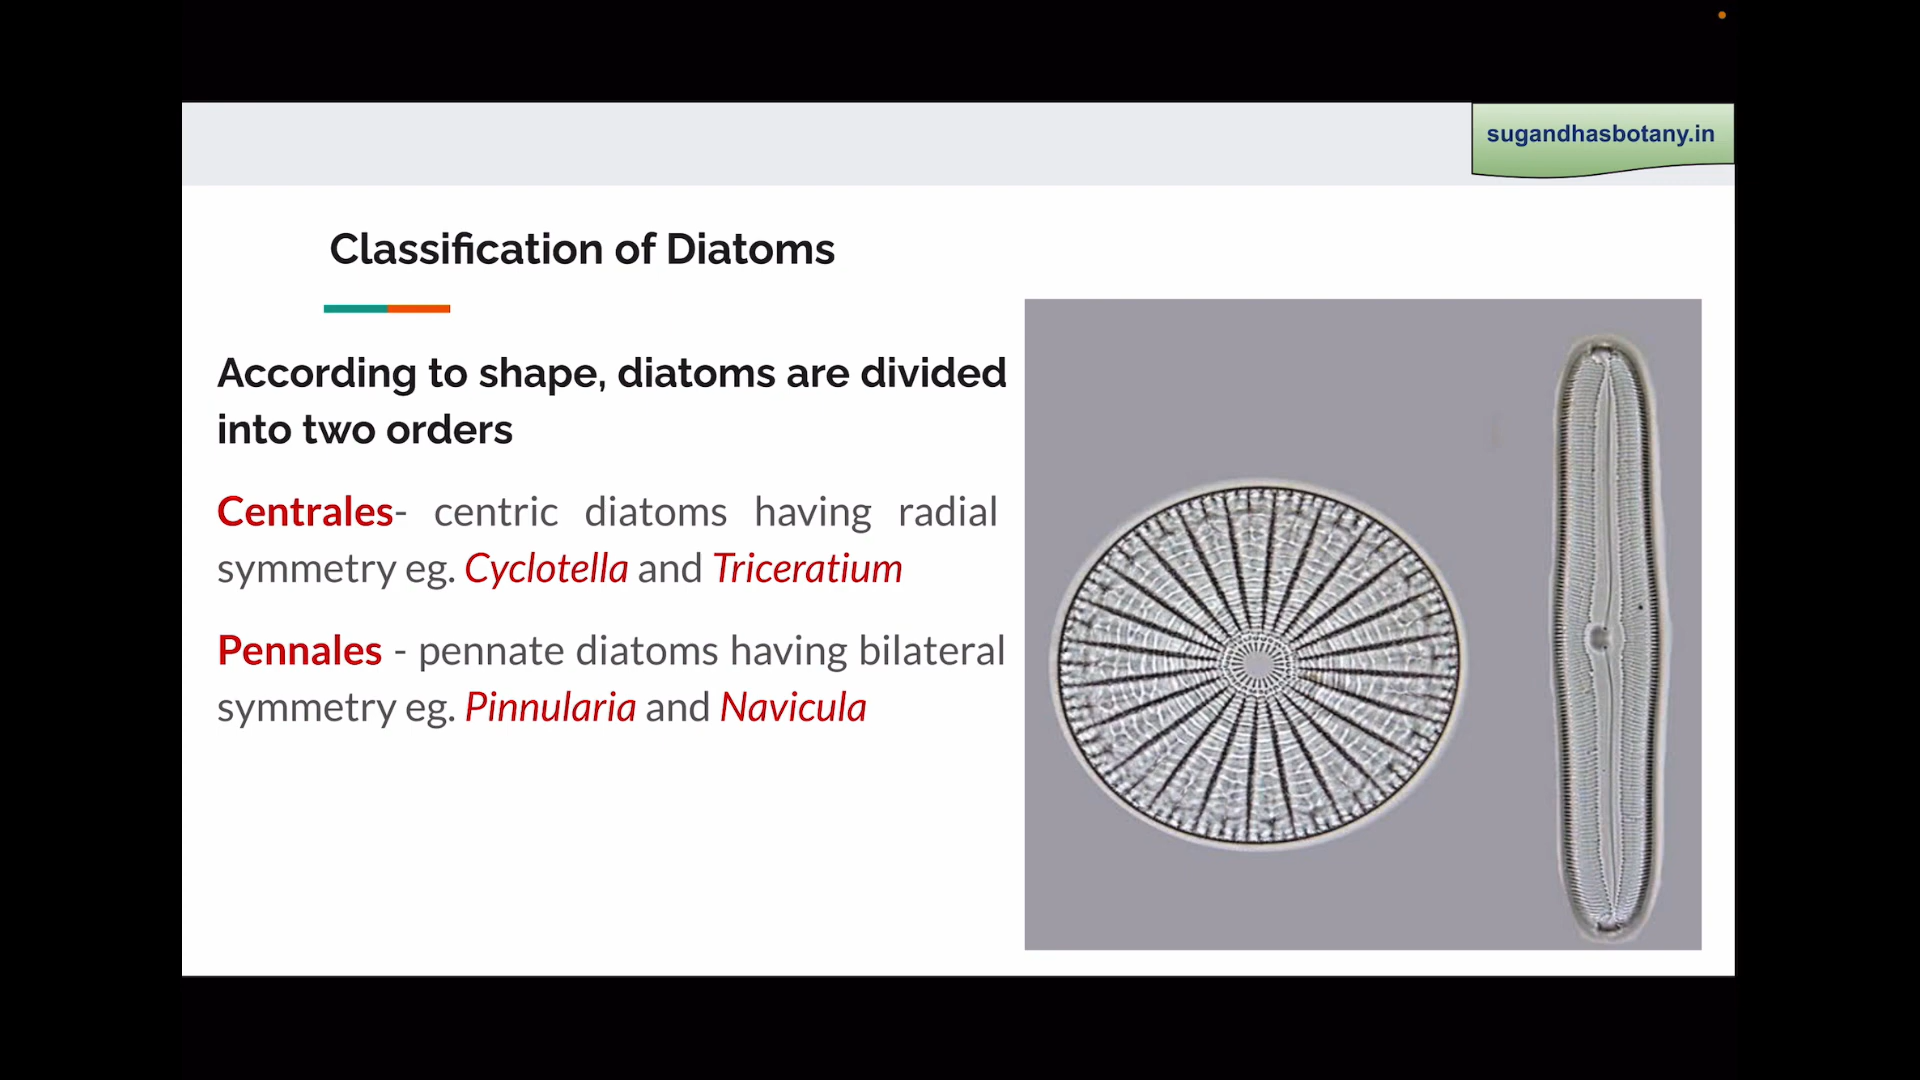 sugandhasbotany.in
Classification of Diatoms
According to shape, diatoms are divided
into two orders
Centrales- centric diatoms having radial
symmetry eg. Cyclotella and Triceratium
Pennales - pennate diatoms having bilateral
symmetry eg. Pinnularia and Navicula